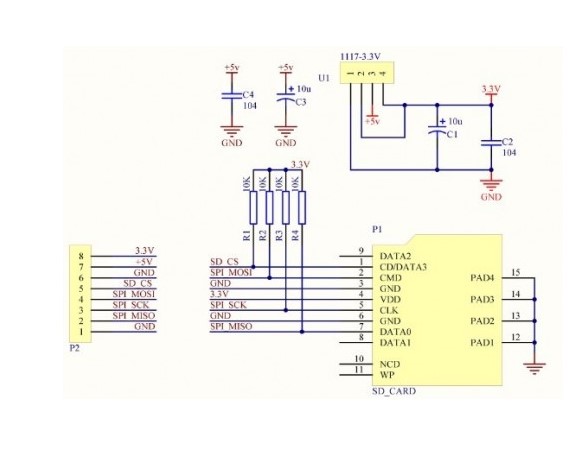 1117-3.3V
U1
1 2 3 4
+5v
+5v
C4
104
10u
C3
GND
GND
+5v
3.3V
10u
C1
C2
104
GND
3.3V
10K 10K 10K 10K
R1 R2 R3 R4
P1
9 DATA2
SD_CS 1 CD/DATA3
SPI_MOSI 2 CMD
GND 3 GND
3.3V 4 VDD
SPI_SCK 5 CLK
GND 6 GND
SPI_MISO 7 DATA0
8 DATA1
10 NCD
11 WP
PAD4 15
PAD3 14
PAD2 13
PAD1 12
SD_CARD
8 3.3V
7 +5V
6 GND
5 SD_CS
4 SPI_MOSI
3 SPI_SCK
2 SPI_MISO
1 GND
P2